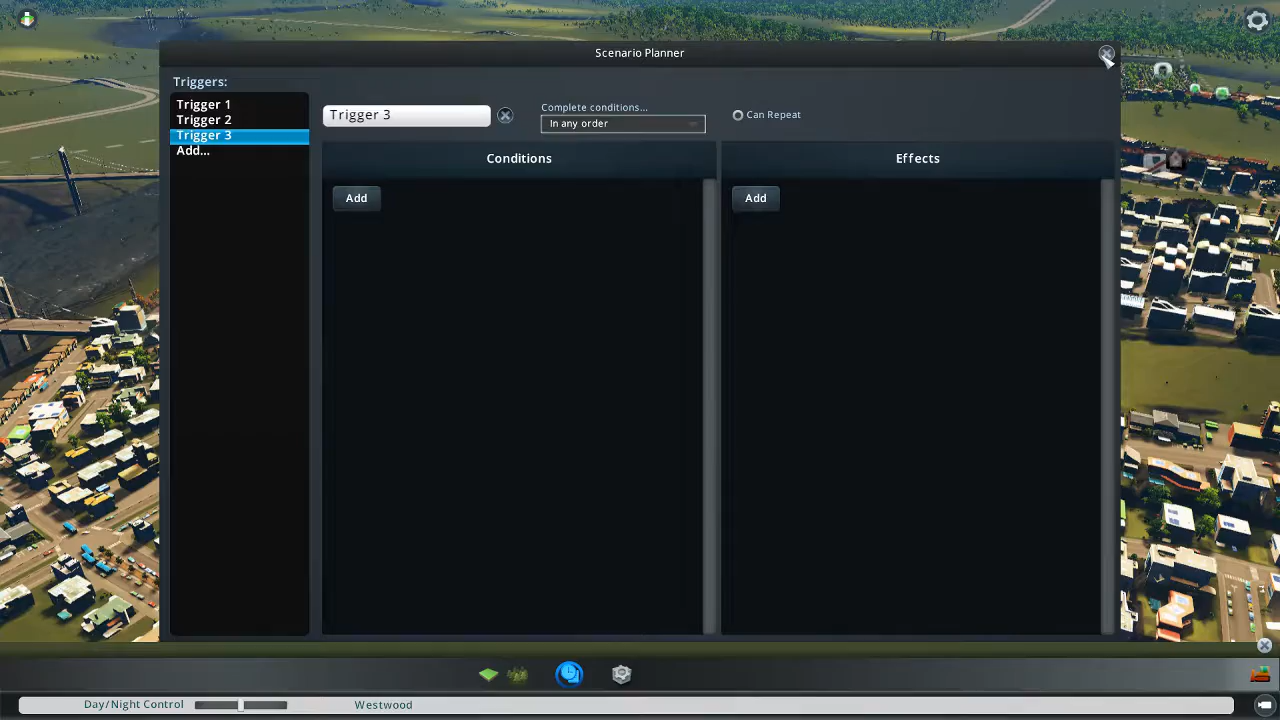 Scenario Planner
Triggers:
Trigger 1
Trigger 2
Trigger 3
Add...
Trigger 3
Complete conditions...
In any order
Can Repeat
Conditions
Effects
Add
Add
Day/Night Control
Westwood